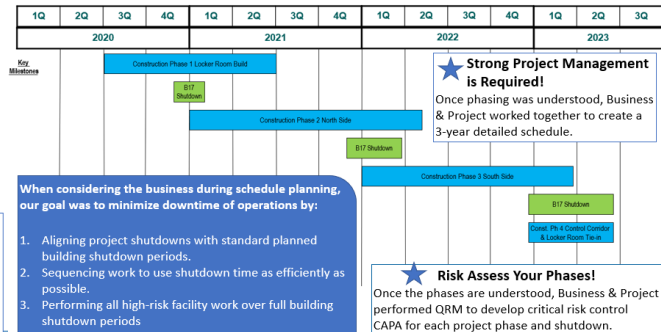 1Q 2Q 3Q 4Q 1Q 2Q 3Q 4Q 1Q 2Q 3Q 4Q 1Q 2Q
2020 2021 2022 2023
Key
Milestones
Construction Phase 1 Locker Room Build
B17
Shutdown
Construction Phase 2 North Side
B17 Shutdown
Construction Phase 3 South Side
B17 Shutdown
Const. Ph 4 Control Corridor
& Locker Room Tie-in
Strong Project Management
is Required!
Once phasing was understood, Business
& Project worked together to create a
3-year detailed schedule.
When considering the business during schedule planning,
our goal was to minimize downtime of operations by:
1. Aligning project shutdowns with standard planned
building shutdown periods.
2. Sequencing work to use shutdown time as efficiently as
possible.
3. Performing all high-risk facility work over full building
shutdown periods
Risk Assess Your Phases!
Once the phases are understood, Business & Project
performed QRM to develop critical risk control
CAPA for each project phase and shutdown.